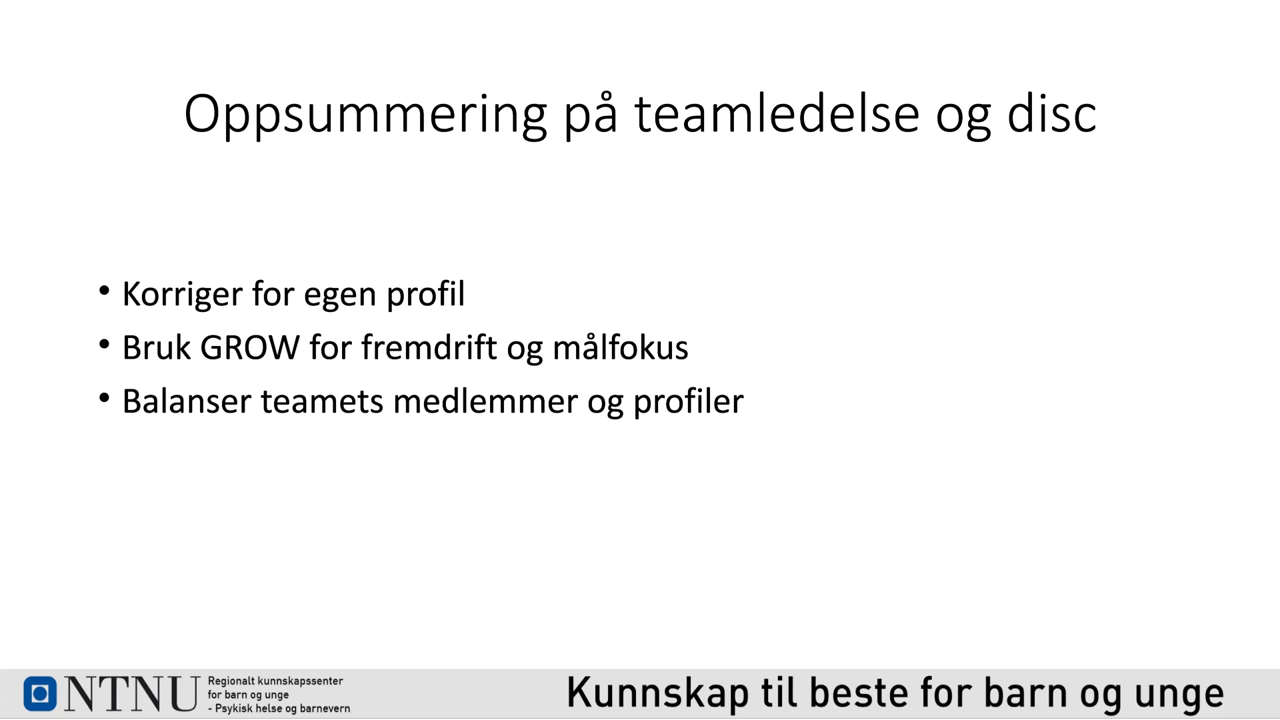 Oppsummering på teamledelse og disc
• Korriger for egen profil
• Bruk GROW for fremdrift og målfokus
• Balanser teamets medlemmer og profiler
NTNU
Regionalt kunnskapssenter
for barn og unge
- Psykisk helse og barnevern
Kunnskap til beste for barn og unge